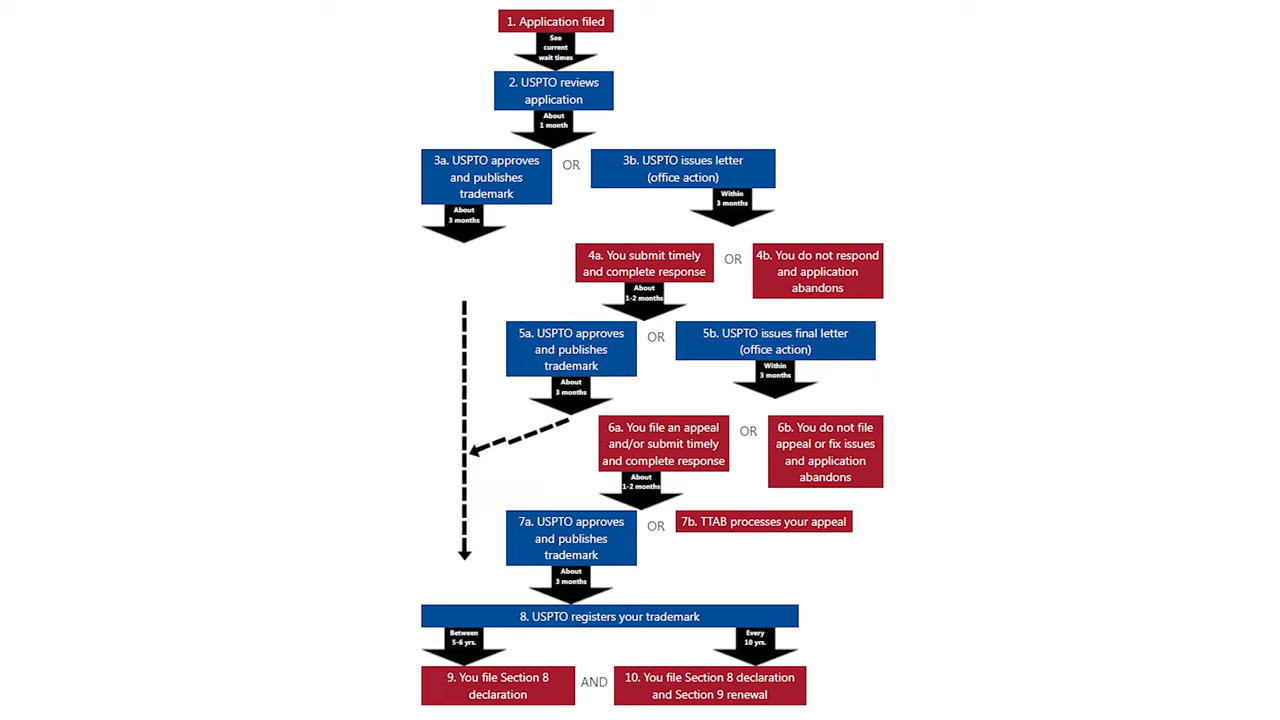 1. Application filed
See
current
wait times
2. USPTO reviews
application
About
1 month
3a. USPTO approves
and publishes
trademark
OR
3b. USPTO issues letter
(office action)
About
3 months
Within
3 months
4a. You submit timely
and complete response
OR
4b. You do not respond
and application
abandons
About
1-2 months
5a. USPTO approves
and publishes
trademark
OR
5b. USPTO issues final letter
(office action)
About
3 months
Within
3 months
6a. You file an appeal
and/or submit timely
and complete response
OR
6b. You do not file
appeal or fix issues
and application
abandons
About
1-2 months
7a. USPTO approves
and publishes
trademark
OR
7b. TTAB processes your appeal
About
3 months
8. USPTO registers your trademark
Between
5-6 yrs.
Every
10 yrs.
9. You file Section 8
declaration
AND
10. You file Section 8 declaration
and Section 9 renewal